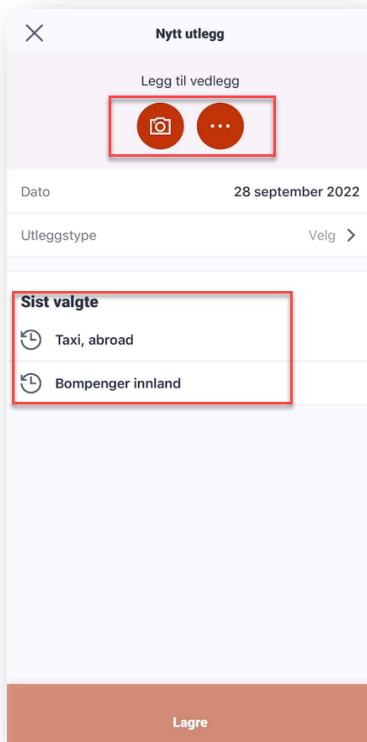 Nytt utlegg
Legg til vedlegg
Dato 28 september 2022
Utleggstype Velg
Sist valgte
Taxi, abroad
Bompenger innland
Lagre